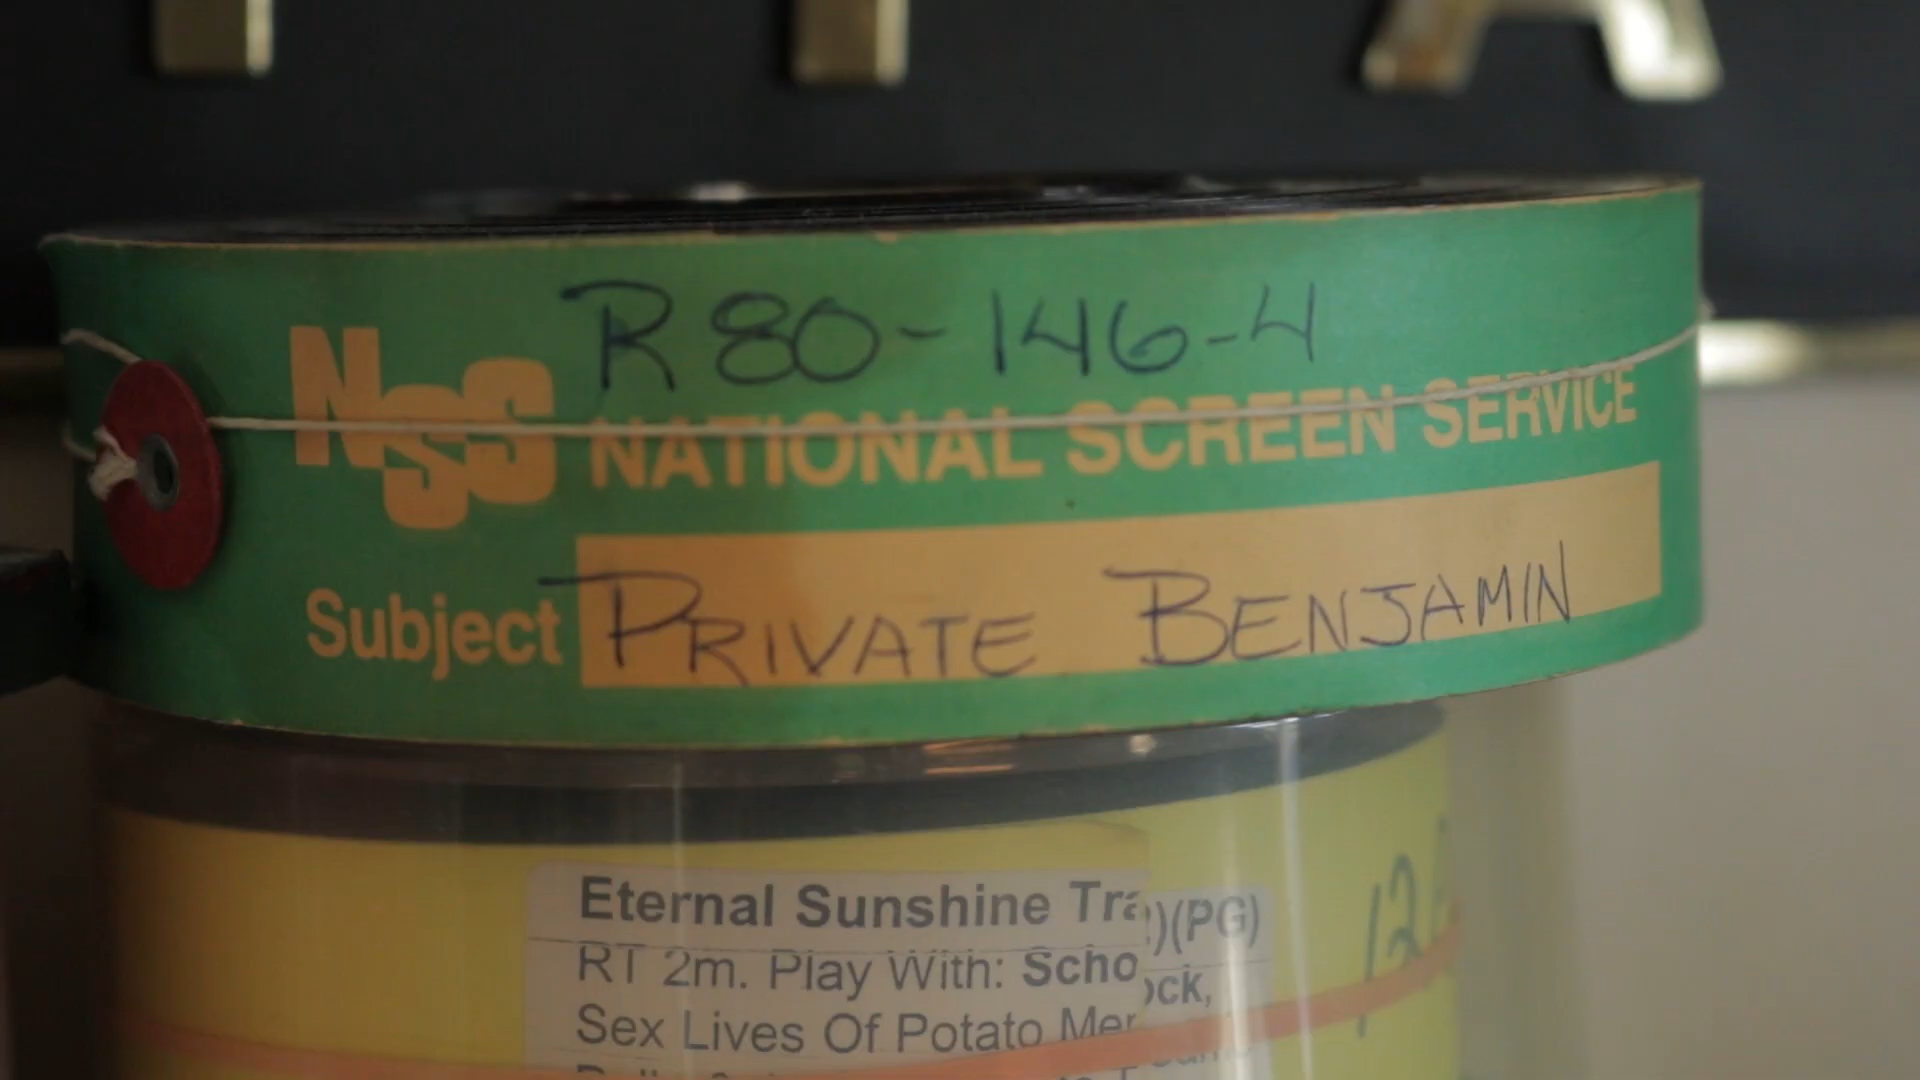 R80-146-4
NSS NATIONAL SCREEN SERVICE
Subject PRIVATE BENJAMIN
Eternal Sunshine
)(PG)
RT 2m. Play With: Scho
ock,
Sex Lives Of Potato Mer
12